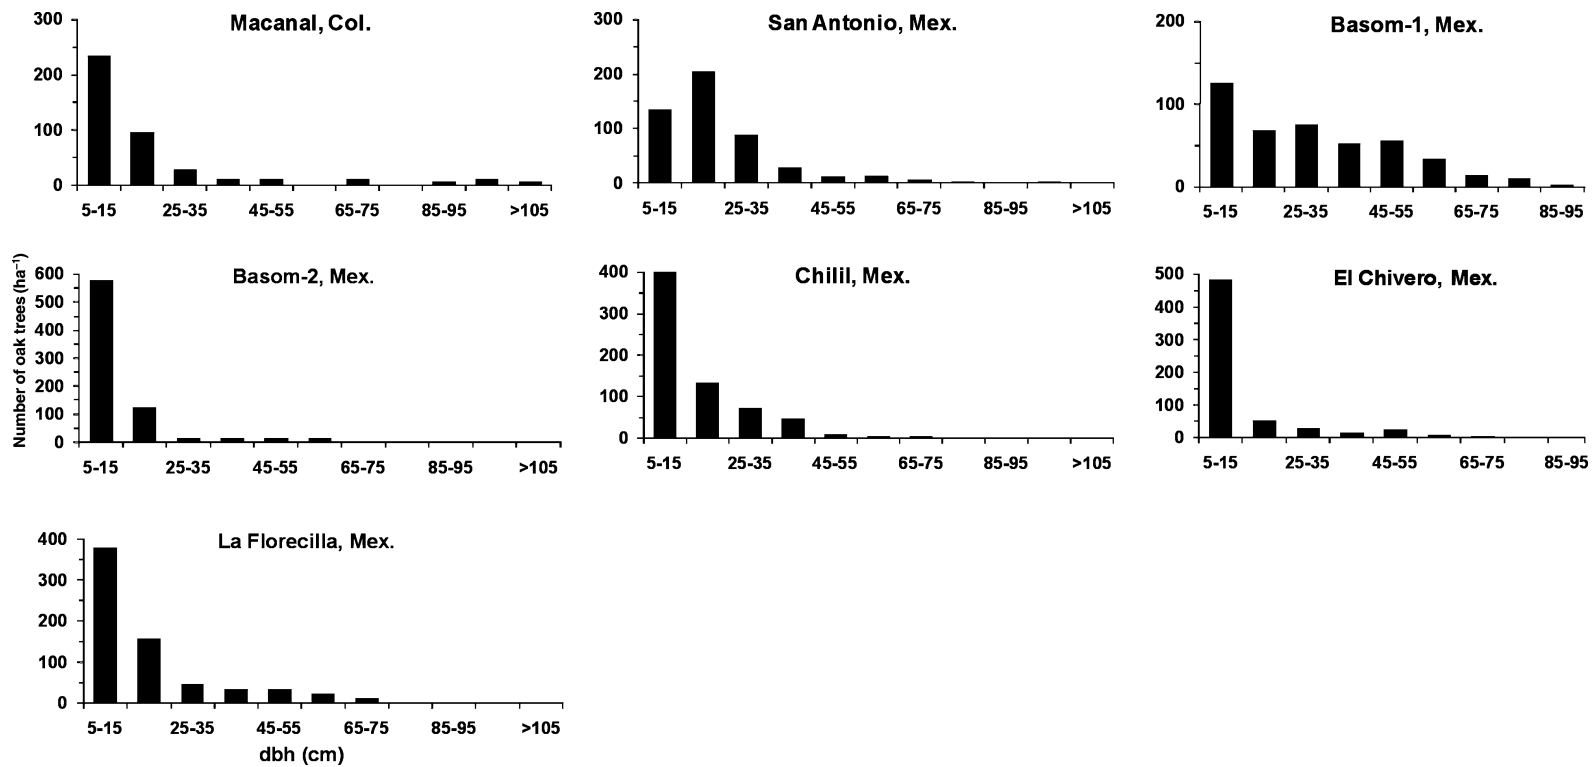 Macanal, Col.
300
200
100
0
5-15 25-35 45-55 65-75 85-95 >105
San Antonio, Mex.
300
200
100
0
5-15 25-35 45-55 65-75 85-95 >105
Basom-1, Mex.
200
100
0
5-15 25-35 45-55 65-75 85-95
Number of oak trees (ha⁻¹)
Basom-2, Mex.
600
500
400
300
200
100
0
5-15 25-35 45-55 65-75 85-95 >105
Chilil, Mex.
400
300
200
100
0
5-15 25-35 45-55 65-75 85-95 >105
El Chivero, Mex.
500
400
300
200
100
0
5-15 25-35 45-55 65-75 85-95
La Florecilla, Mex.
400
300
200
100
0
5-15 25-35 45-55 65-75 85-95 >105
dbh (cm)